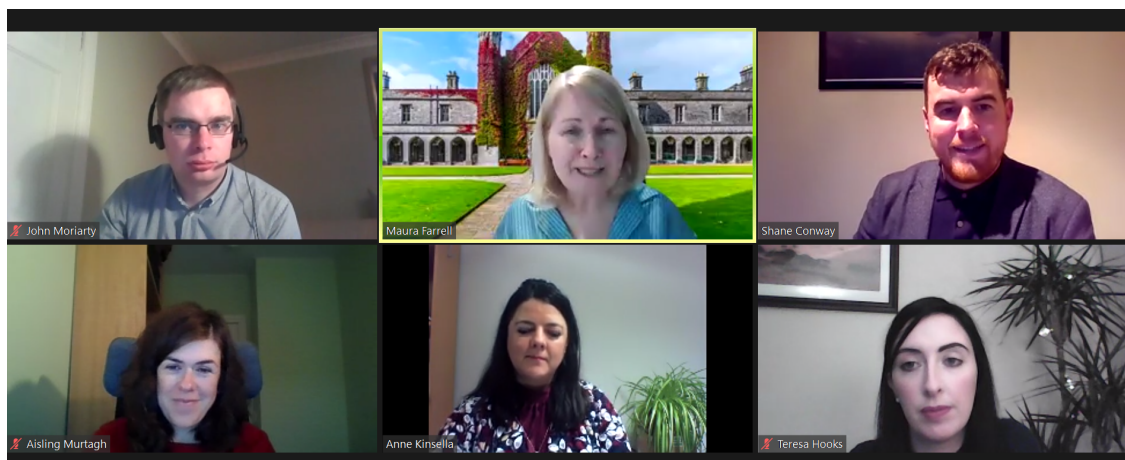 John Moriarty
Maura Farrell
Shane Conway
Aisling Murtagh
Anne Kinsella
Teresa Hooks